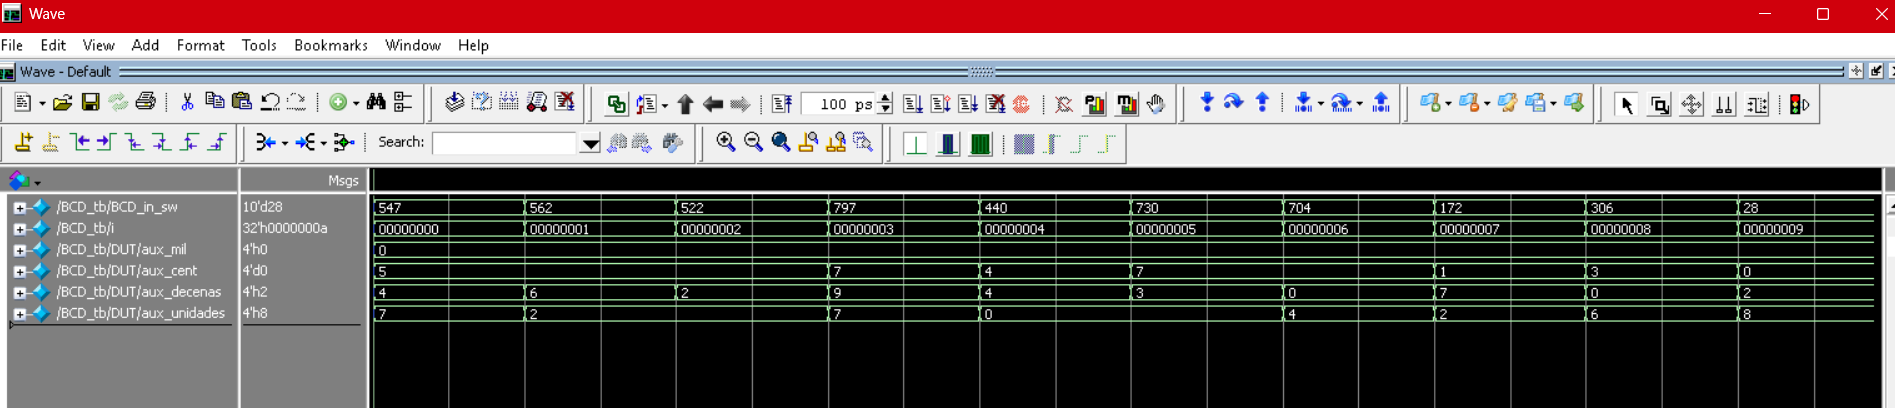 Wave
File Edit View Add Format Tools Bookmarks Window Help
Wave - Default
100 ps
Search:
Msgs
/BCD_tb/BCD_in_sw 10'd28 547 562 522 797 440 730 704 172 306 28
/BCD_tb/i 32'h0000000a 00000000 00000001 00000002 00000003 00000004 00000005 00000006 00000007 00000008 00000009
/BCD_tb/DUT/aux_mil 4'h0 0
/BCD_tb/DUT/aux_cent 4'd0 5 7 4 7 1 3 0
/BCD_tb/DUT/aux_decenas 4'h2 4 6 2 9 4 3 0 7 0 2
/BCD_tb/DUT/aux_unidades 4'h8 7 2 7 0 4 2 6 8